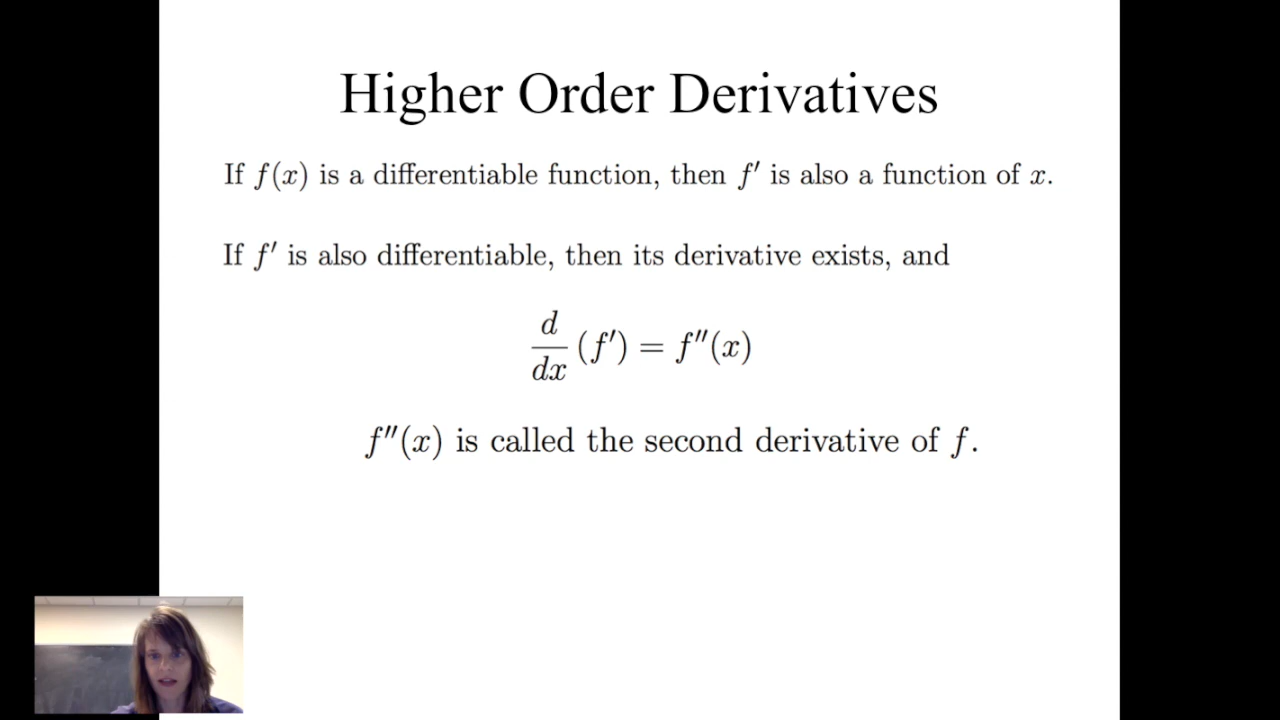 Higher Order Derivatives
If f(x) is a differentiable function, then f′ is also a function of x.
If f′ is also differentiable, then its derivative exists, and
d/dx (f′) = f″(x)
f″(x) is called the second derivative of f.